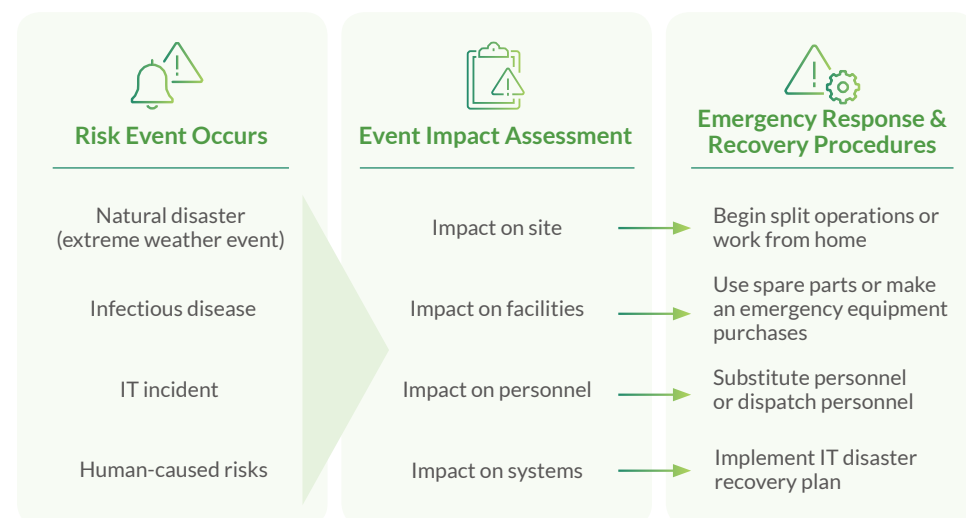 Risk Event Occurs
Natural disaster
(extreme weather event)
Infectious disease
IT incident
Human-caused risks
Event Impact Assessment
Impact on site
Impact on facilities
Impact on personnel
Impact on systems
Emergency Response &
Recovery Procedures
Begin split operations or
work from home
Use spare parts or make
an emergency equipment
purchases
Substitute personnel
or dispatch personnel
Implement IT disaster
recovery plan